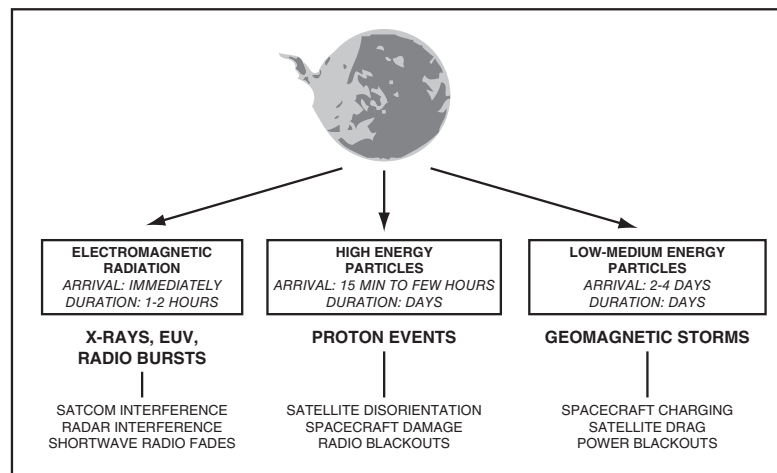 ELECTROMAGNETIC
RADIATION
ARRIVAL: IMMEDIATELY
DURATION: 1-2 HOURS
X-RAYS, EUV,
RADIO BURSTS
SATCOM INTERFERENCE
RADAR INTERFERENCE
SHORTWAVE RADIO FADES
HIGH ENERGY
PARTICLES
ARRIVAL: 15 MIN TO FEW HOURS
DURATION: DAYS
PROTON EVENTS
SATELLITE DISORIENTATION
SPACECRAFT DAMAGE
RADIO BLACKOUTS
LOW-MEDIUM ENERGY
PARTICLES
ARRIVAL: 2-4 DAYS
DURATION: DAYS
GEOMAGNETIC STORMS
SPACECRAFT CHARGING
SATELLITE DRAG
POWER BLACKOUTS